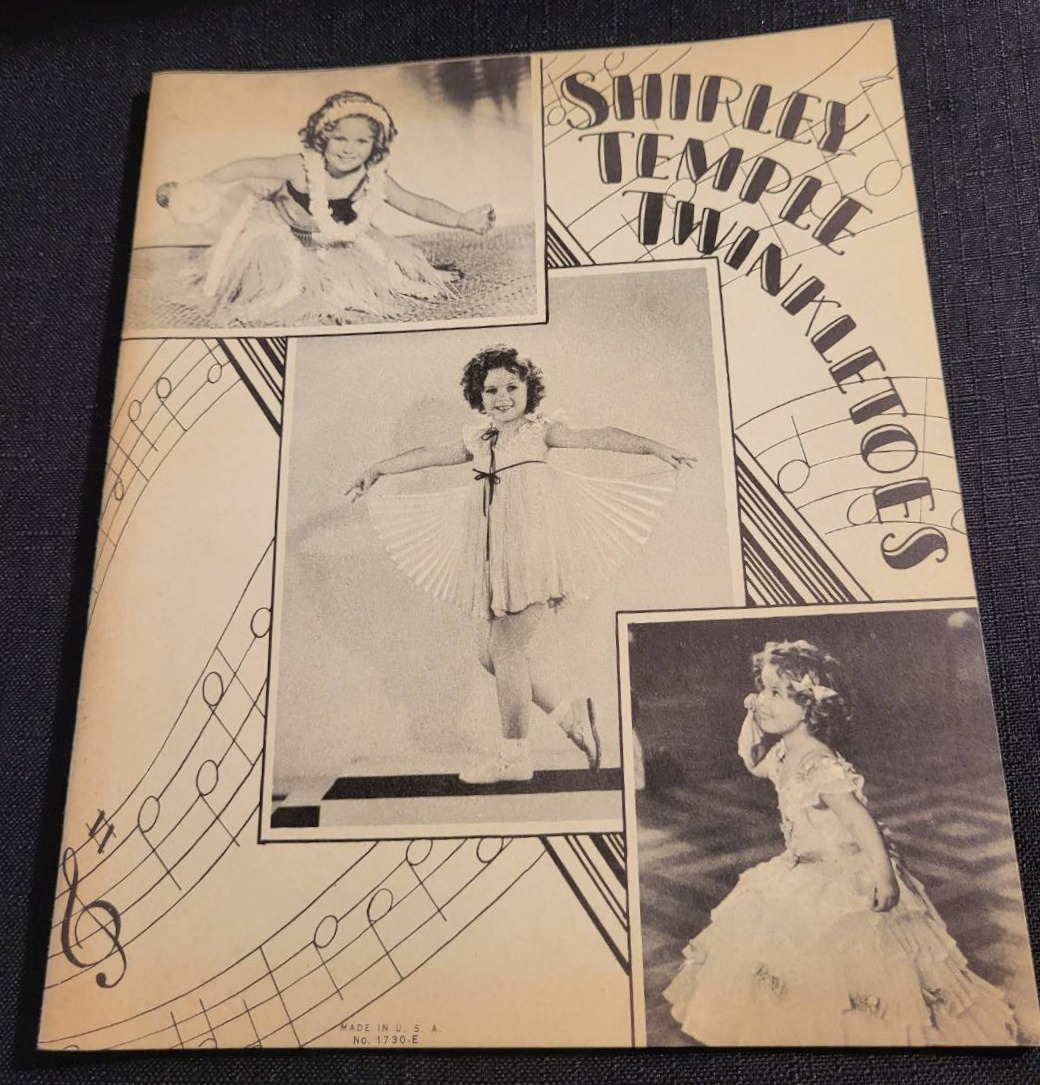 SHIRLEY
TEMPLE
TWINKLETOES
MADE IN U. S. A.
No. 1730-E